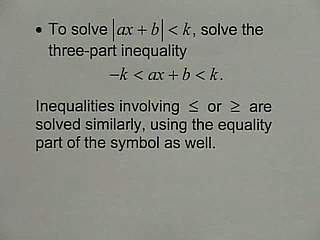 • To solve |ax + b| < k, solve the
three-part inequality
−k < ax + b < k.
Inequalities involving ≤ or ≥ are
solved similarly, using the equality
part of the symbol as well.